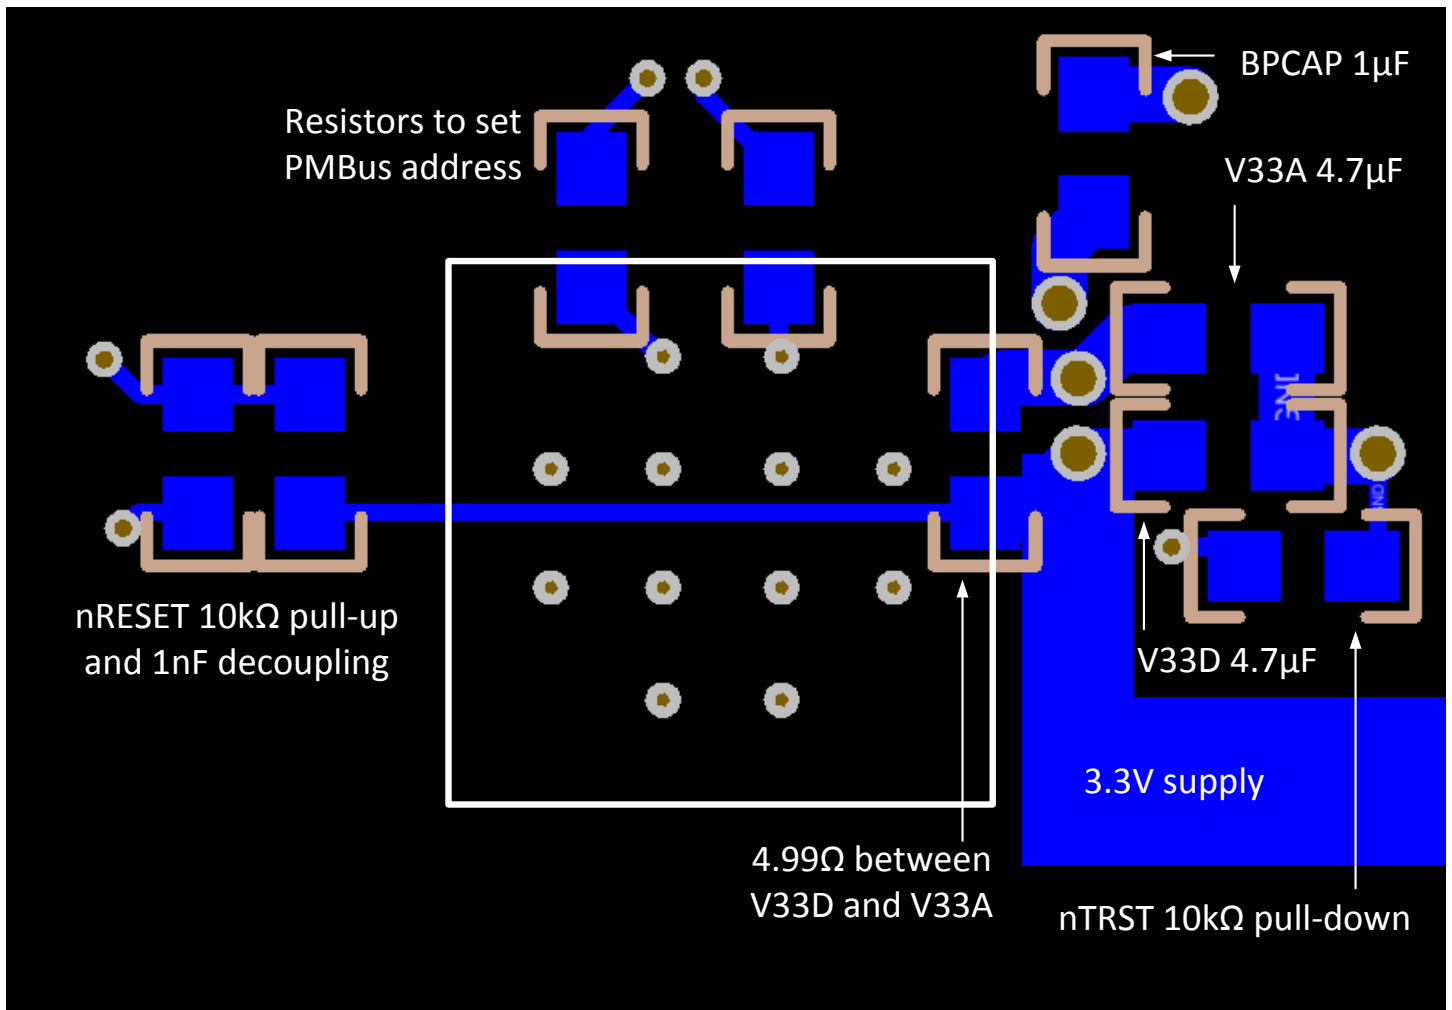 BPCAP 1µF
Resistors to set
PMBus address
V33A 4.7µF
nRESET 10kΩ pull-up
and 1nF decoupling
V33D 4.7µF
3.3V supply
4.99Ω between
V33D and V33A
nTRST 10kΩ pull-down